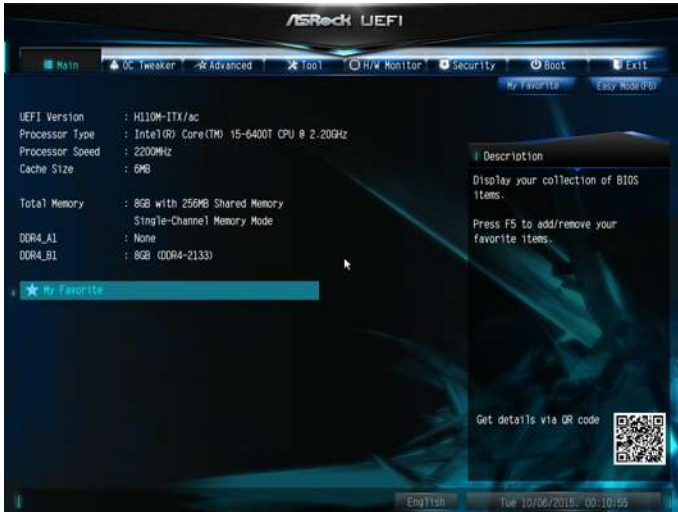 ASRock UEFI
Main
OC Tweaker
Advanced
Tool
H/W Monitor
Security
Boot
Exit
My Favorite
Easy Mode(F6)
UEFI Version : H110M-ITX/ac
Processor Type : Intel(R) Core(TM) i5-6400T CPU @ 2.20GHz
Processor Speed : 2200MHz
Cache Size : 6MB
Total Memory : 8GB with 256MB Shared Memory
Single-Channel Memory Mode
DDR4_A1 : None
DDR4_B1 : 8GB (DDR4-2133)
My Favorite
Description
Display your collection of BIOS
items.
Press F5 to add/remove your
favorite items.
Get details via QR code
English
Tue 10/06/2015, 00:10:55